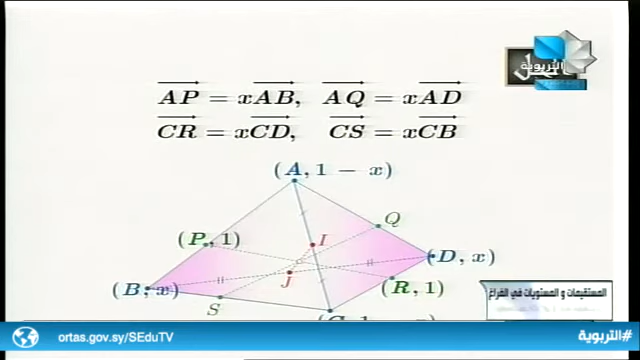 التربوية
AP = xAB, AQ = xAD
CR = xCD, CS = xCB
(A, 1 − x)
Q
(P, 1)
I
(D, x)
(B, x)
J
(R, 1)
S
المستقيمات و المستويات في الفراغ
ortas.gov.sy/SEduTV
#التربوية